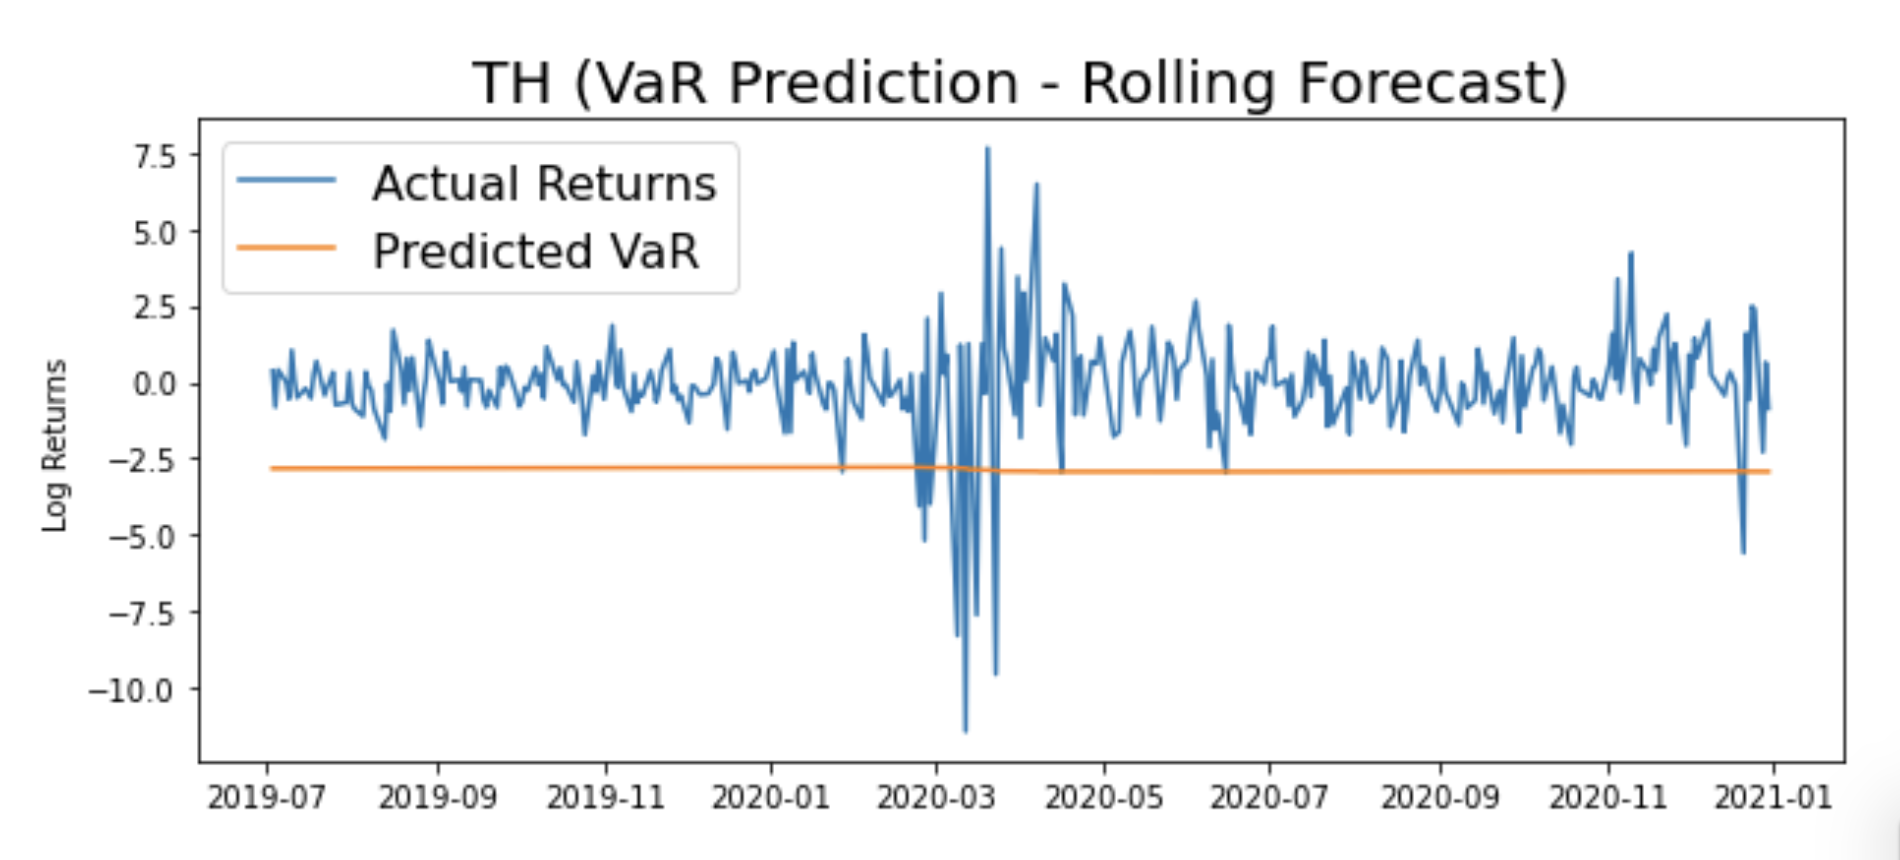 TH (VaR Prediction - Rolling Forecast)
Actual Returns
Predicted VaR
Log Returns
7.5
5.0
2.5
0.0
−2.5
−5.0
−7.5
−10.0
2019-07 2019-09 2019-11 2020-01 2020-03 2020-05 2020-07 2020-09 2020-11 2021-01